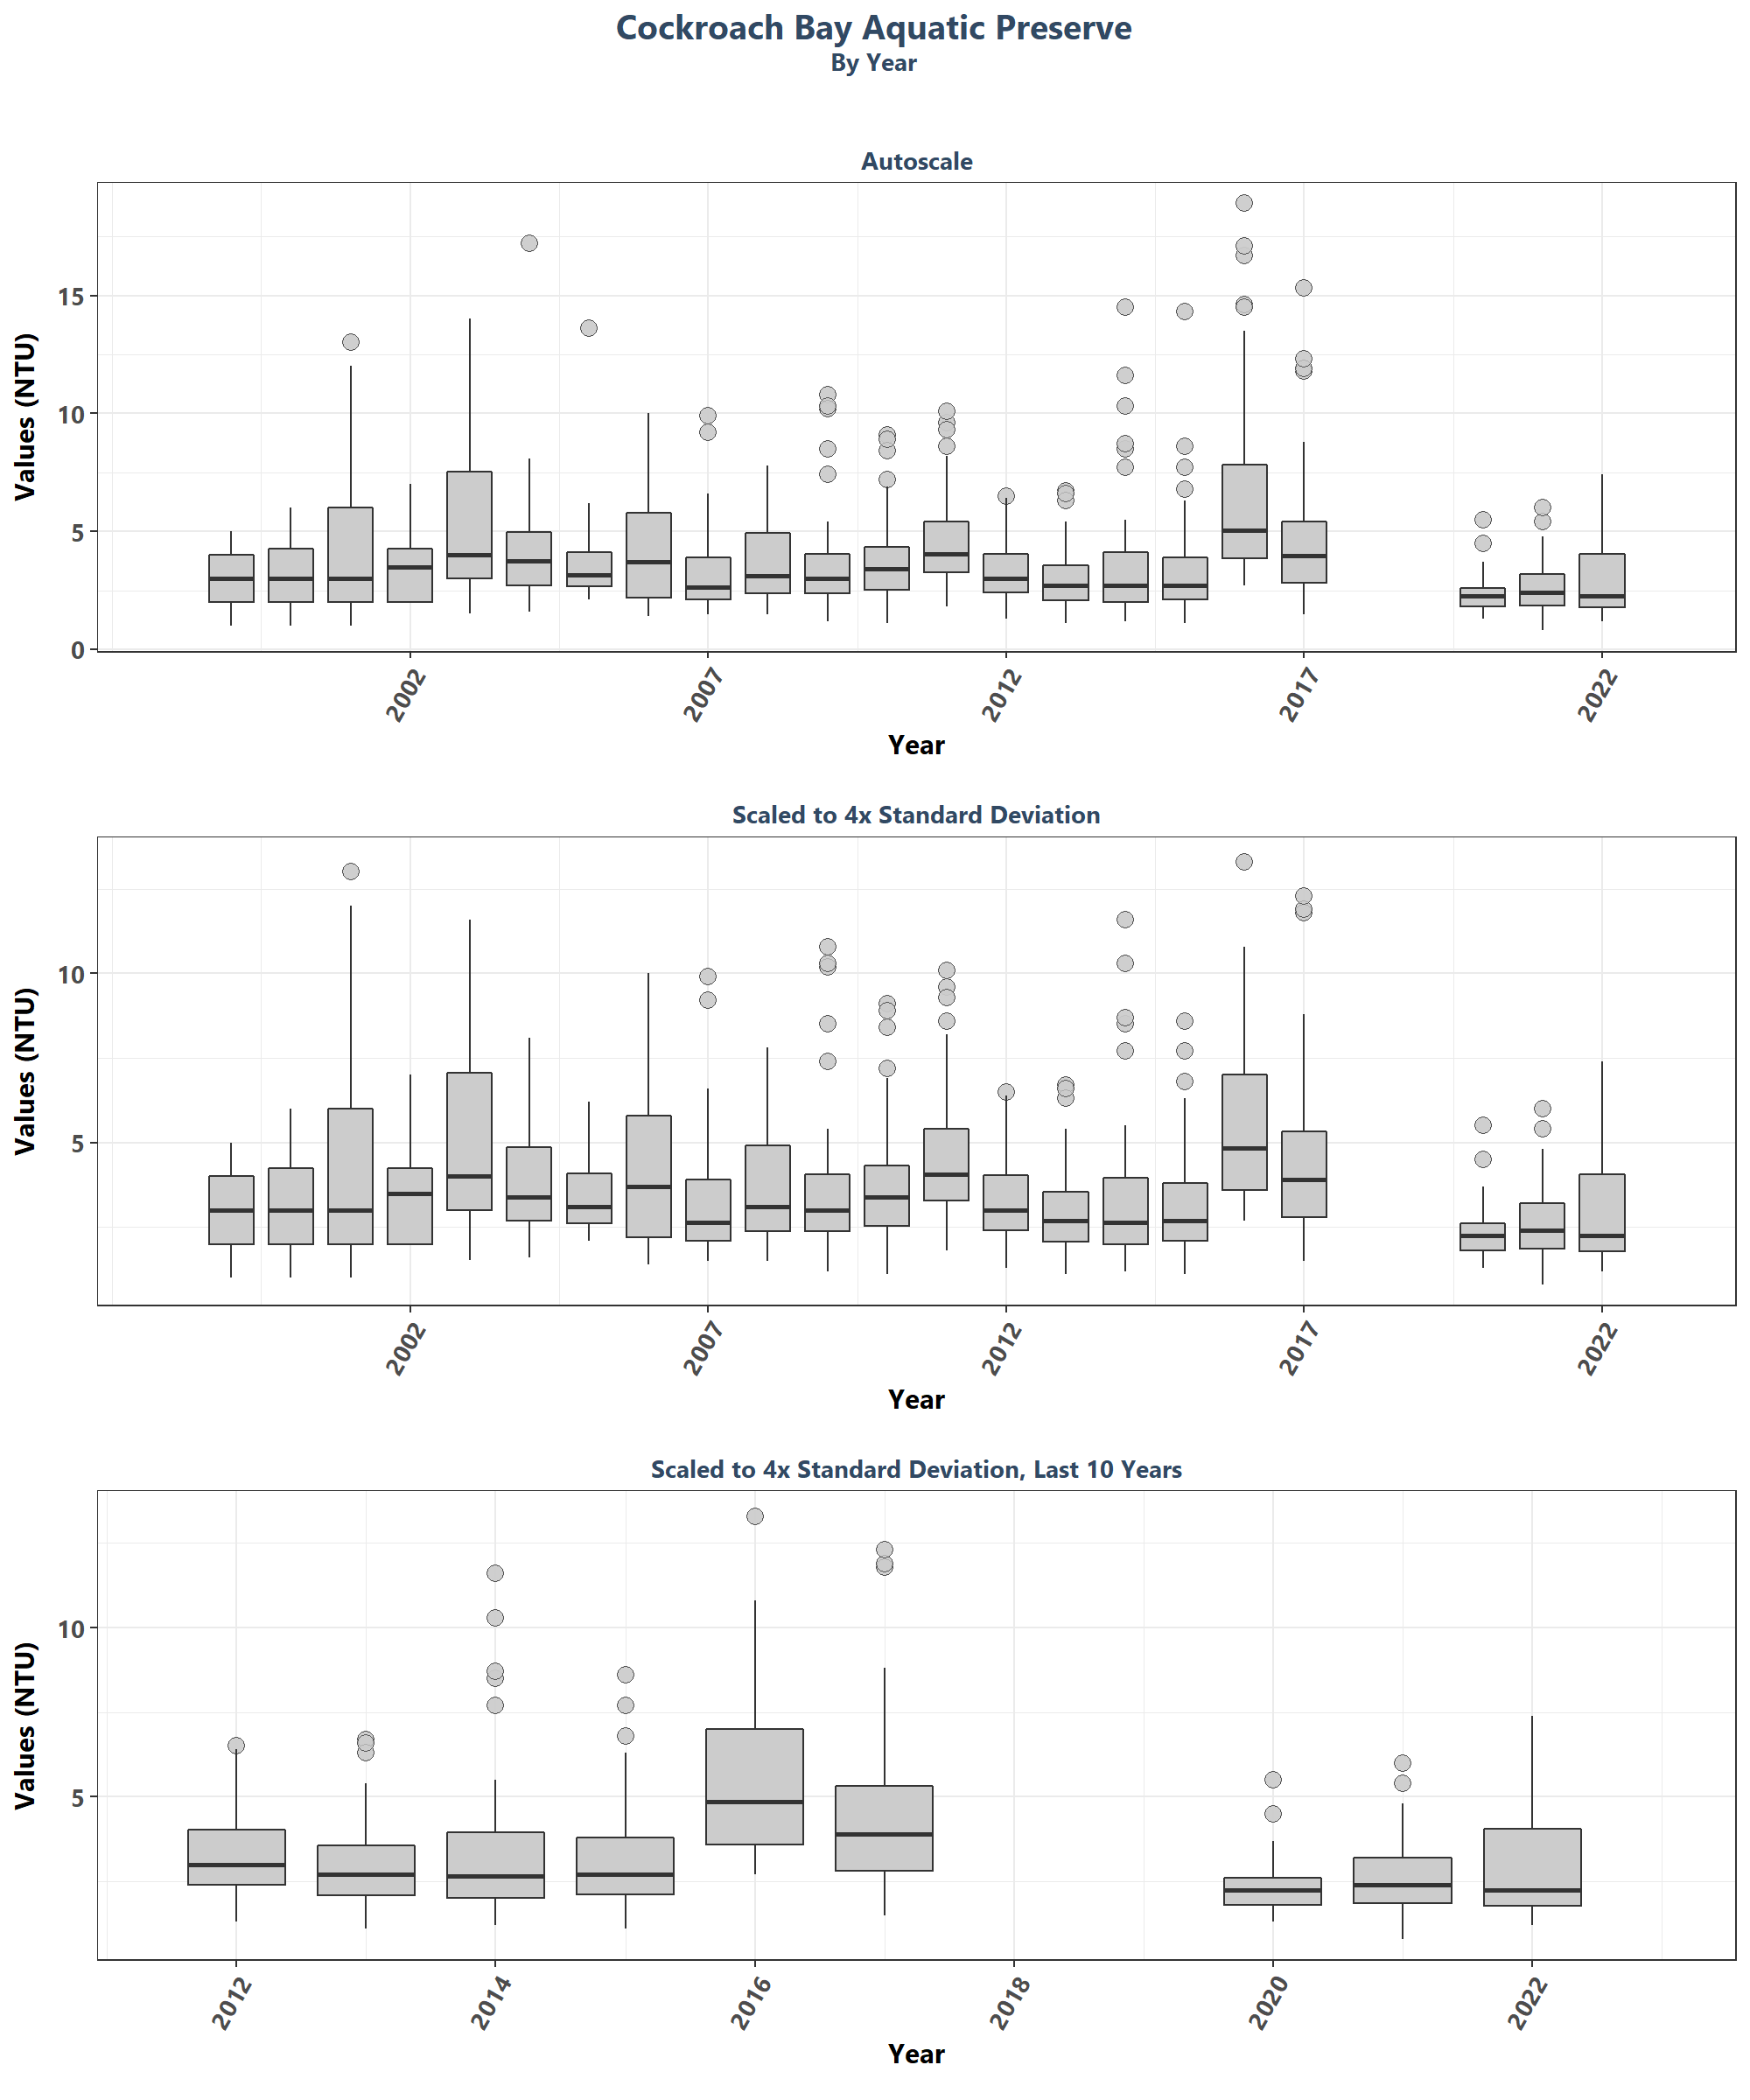 Cockroach Bay Aquatic Preserve
By Year
Autoscale
Values (NTU)
15
10
5
0
2002
2007
2012
2017
2022
Year
Scaled to 4x Standard Deviation
Values (NTU)
10
5
2002
2007
2012
2017
2022
Year
Scaled to 4x Standard Deviation, Last 10 Years
Values (NTU)
10
5
2012
2014
2016
2018
2020
2022
Year